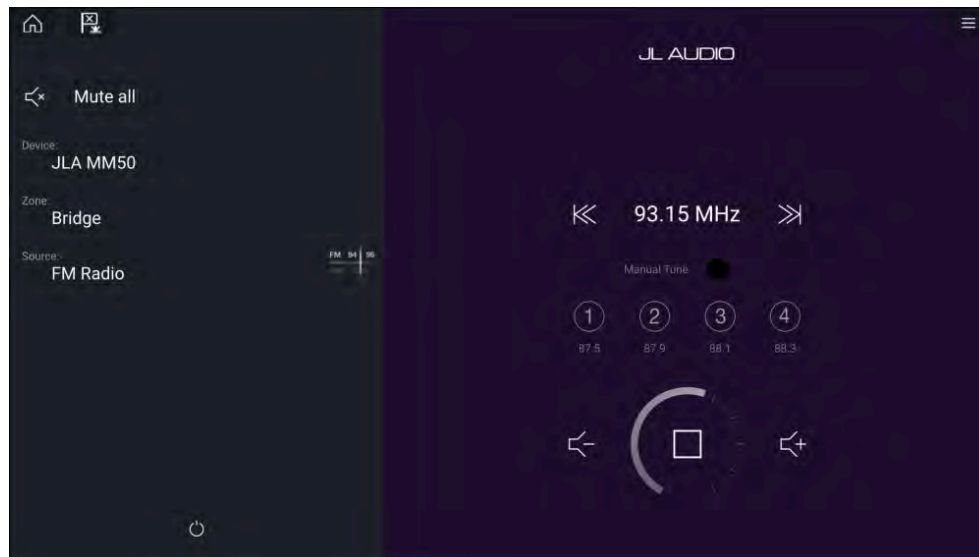 JL AUDIO
Mute all
Device:
JLA MM50
Zone:
Bridge
Source:
FM Radio
FM 94 96
93.15 MHz
Manual Tune
1 2 3 4
87.5 87.9 88.1 88.3